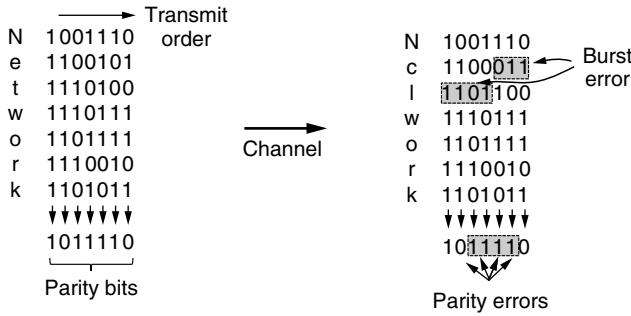 Transmit
order
N 1001110
e 1100101
t 1110100
w 1110111
o 1101111
r 1110010
k 1101011
1011110
Parity bits
Channel
N 1001110
c 1100011
l 1101100
w 1110111
o 1101111
r 1110010
k 1101011
1011110
Parity errors
Burst
error